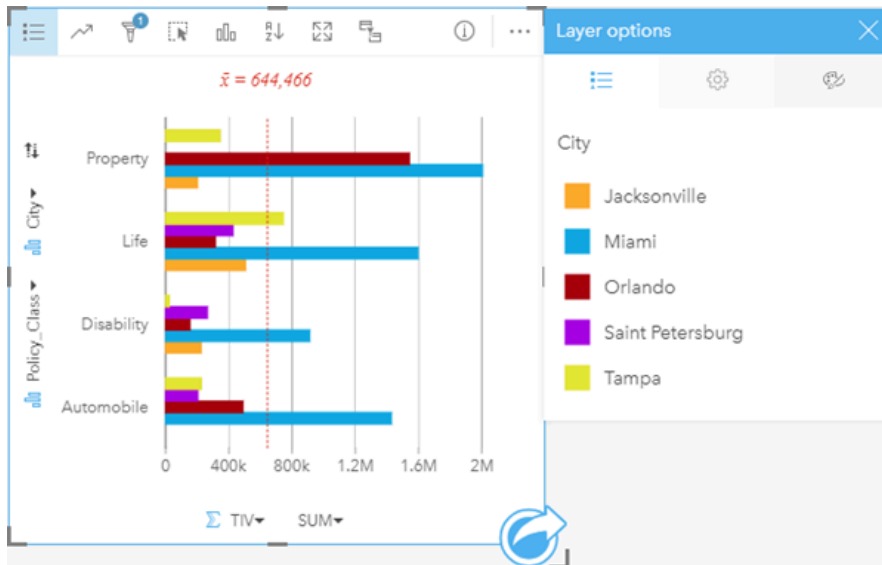 1
A
Z
Layer options
x̄ = 644,466
City
Property
Life
Disability
Automobile
City
Policy_Class
0 400k 800k 1.2M 1.6M 2M
Σ TIV SUM
Jacksonville
Miami
Orlando
Saint Petersburg
Tampa